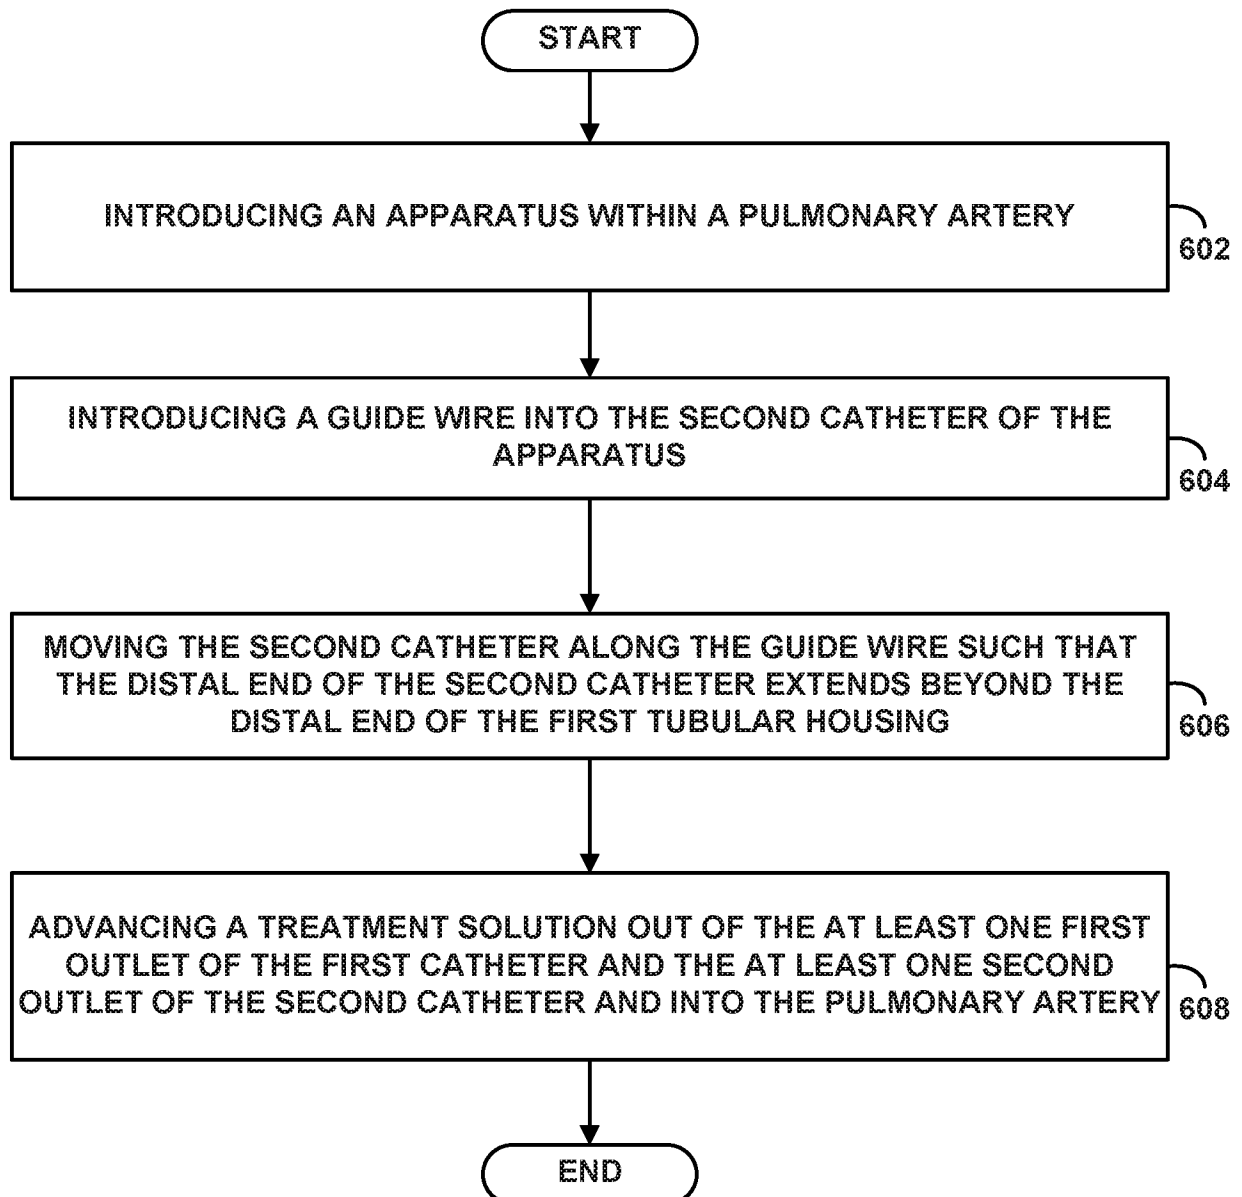 START
INTRODUCING AN APPARATUS WITHIN A PULMONARY ARTERY
602
INTRODUCING A GUIDE WIRE INTO THE SECOND CATHETER OF THE
APPARATUS
604
MOVING THE SECOND CATHETER ALONG THE GUIDE WIRE SUCH THAT
THE DISTAL END OF THE SECOND CATHETER EXTENDS BEYOND THE
DISTAL END OF THE FIRST TUBULAR HOUSING
606
ADVANCING A TREATMENT SOLUTION OUT OF THE AT LEAST ONE FIRST
OUTLET OF THE FIRST CATHETER AND THE AT LEAST ONE SECOND
OUTLET OF THE SECOND CATHETER AND INTO THE PULMONARY ARTERY
608
END